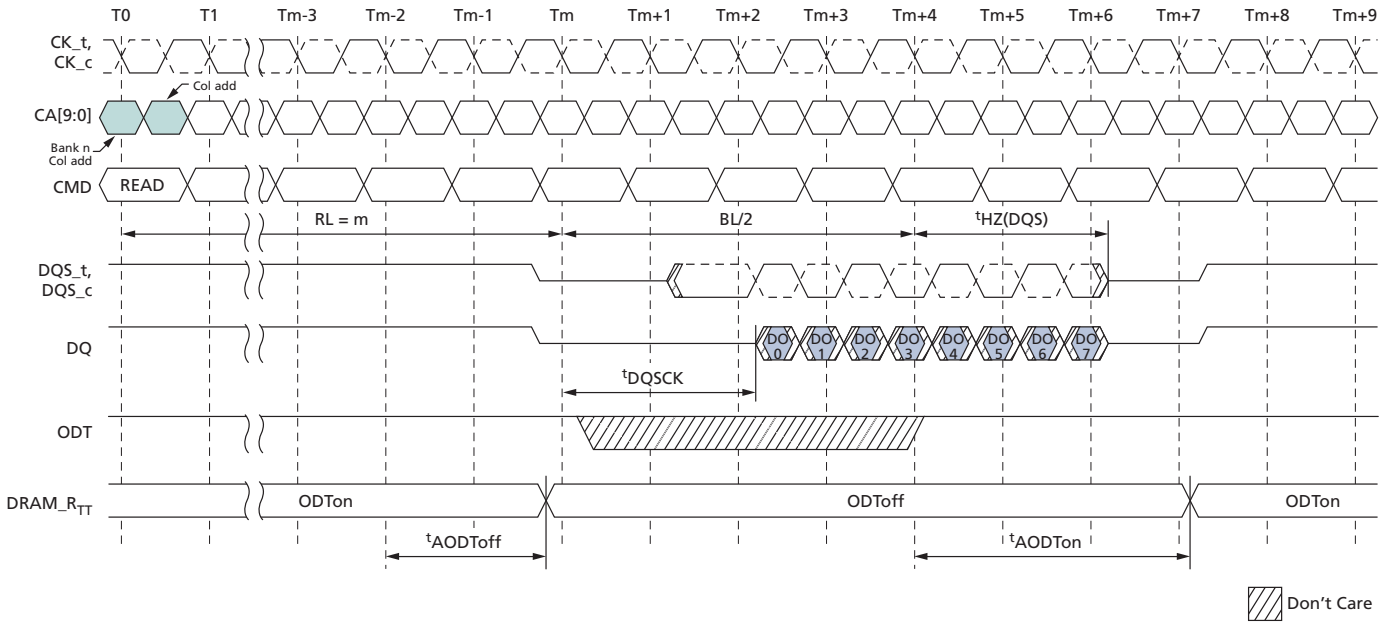 T0 T1 Tm-3 Tm-2 Tm-1 Tm Tm+1 Tm+2 Tm+3 Tm+4 Tm+5 Tm+6 Tm+7 Tm+8 Tm+9
CK_t,
CK_c
Col add
CA[9:0]
Bank n
Col add
CMD READ
RL = m BL/2 tHZ(DQS)
DQS_t,
DQS_c
DQ DO DO DO DO DO DO DO DO
0 1 2 3 4 5 6 7
tDQSCK
ODT
DRAM_RTT ODTon ODToff ODTon
tAODToff tAODTon
Don't Care